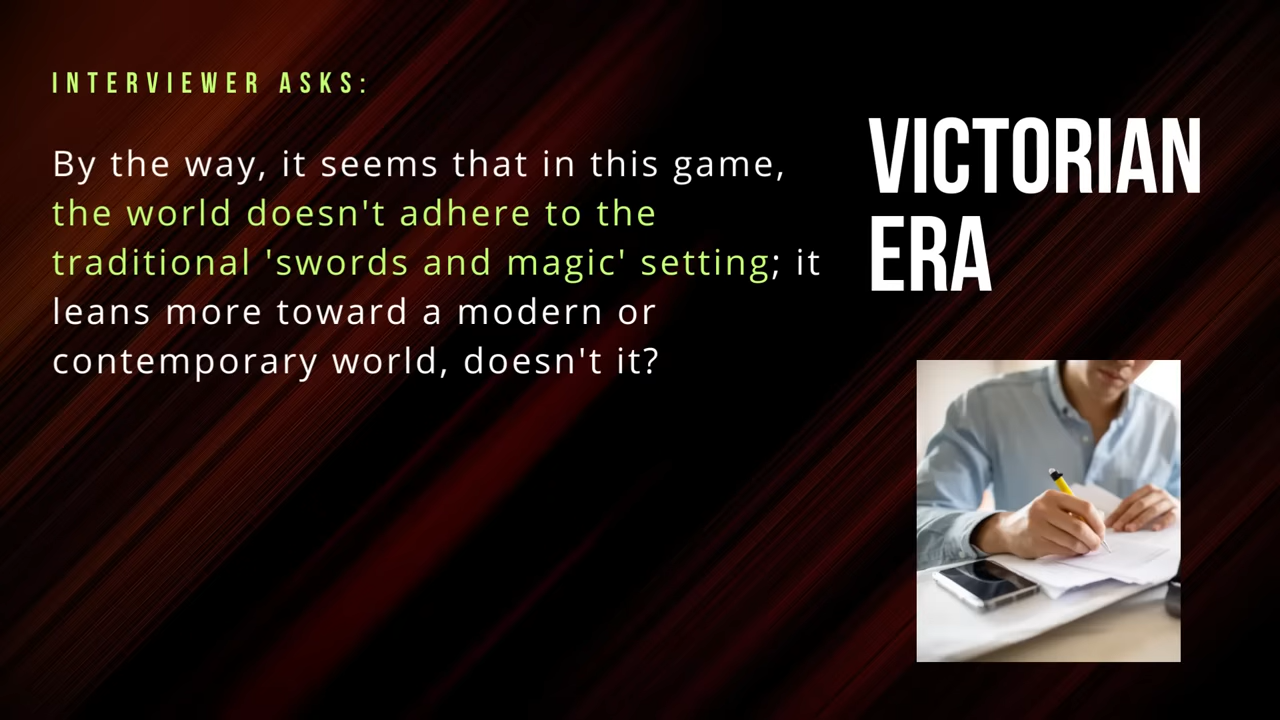 INTERVIEWER ASKS:
By the way, it seems that in this game,
the world doesn't adhere to the
traditional 'swords and magic' setting; it
leans more toward a modern or
contemporary world, doesn't it?
VICTORIAN
ERA